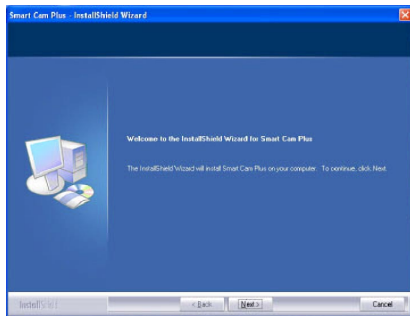 Smart Cam Plus - InstallShield Wizard
Welcome to the InstallShield Wizard for Smart Cam Plus
The InstallShield Wizard will install Smart Cam Plus on your computer. To continue, click Next
InstallShield
< Back
Next >
Cancel